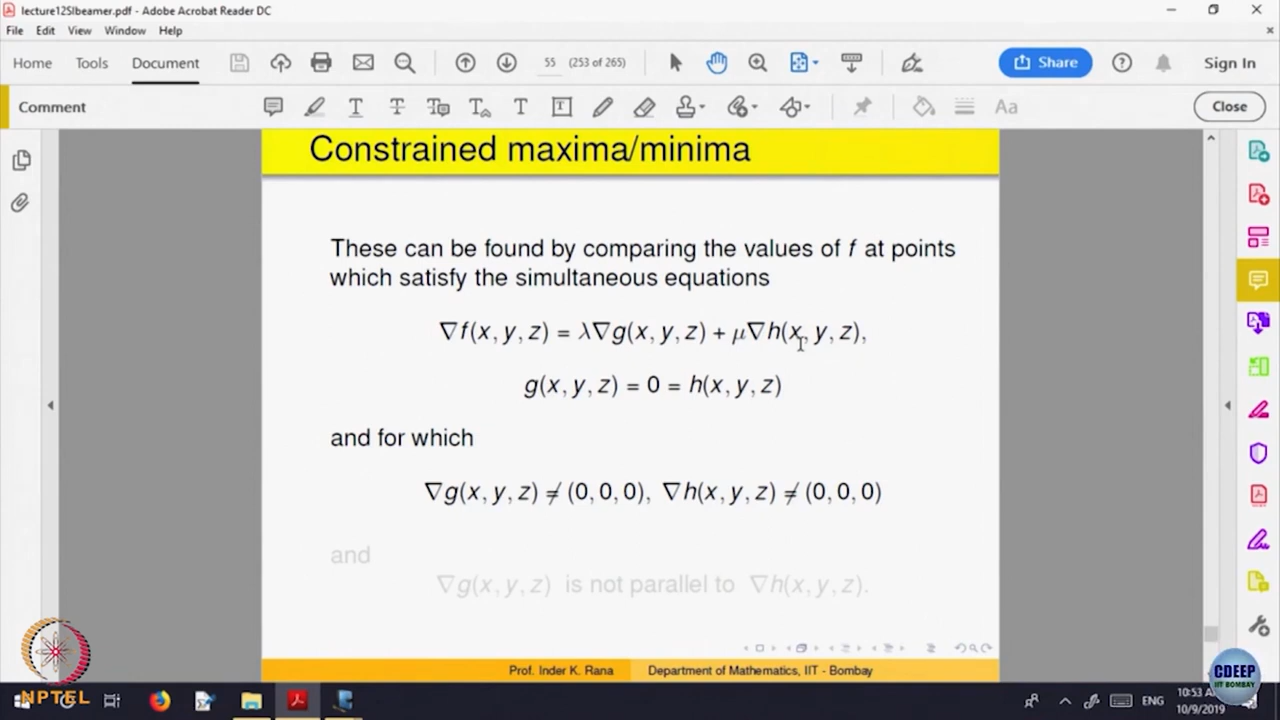 lecture12Slbeamer.pdf - Adobe Acrobat Reader DC
File Edit View Window Help
Home Tools Document 55 (253 of 265) Share Sign In
Comment Close
Constrained maxima/minima
These can be found by comparing the values of f at points
which satisfy the simultaneous equations
∇f(x, y, z) = λ∇g(x, y, z) + μ∇h(x, y, z),
g(x, y, z) = 0 = h(x, y, z)
and for which
∇g(x, y, z) ≠ (0, 0, 0), ∇h(x, y, z) ≠ (0, 0, 0)
and
∇g(x, y, z) is not parallel to ∇h(x, y, z).
Prof. Inder K. Rana Department of Mathematics, IIT - Bombay
NPTEL
CDEEP
IIT BOMBAY
ENG
10:53
10/9/2019